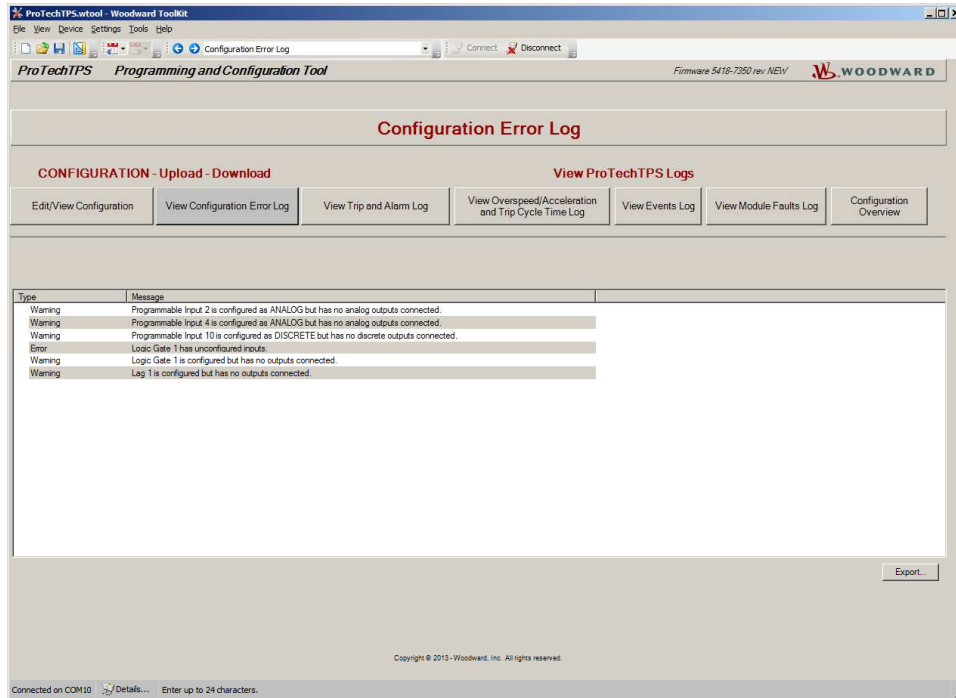 ProTechTPS.wtool - Woodward ToolKit
File View Device Settings Tools Help
Configuration Error Log Connect Disconnect
ProTechTPS Programming and Configuration Tool Firmware 5418-7350 rev NEW WOODWARD
Configuration Error Log
CONFIGURATION - Upload - Download View ProTechTPS Logs
Edit/View Configuration View Configuration Error Log View Trip and Alarm Log View Overspeed/Acceleration and Trip Cycle Time Log View Events Log View Module Faults Log Configuration Overview
Type Message
Warning Programmable Input 2 is configured as ANALOG but has no analog outputs connected.
Warning Programmable Input 4 is configured as ANALOG but has no analog outputs connected.
Warning Programmable Input 10 is configured as DISCRETE but has no discrete outputs connected.
Error Logic Gate 1 has unconfigured inputs.
Warning Logic Gate 1 is configured but has no outputs connected.
Warning Lag 1 is configured but has no outputs connected.
Export...
Copyright © 2013 - Woodward, Inc. All rights reserved.
Connected on COM10 Details... Enter up to 24 characters.